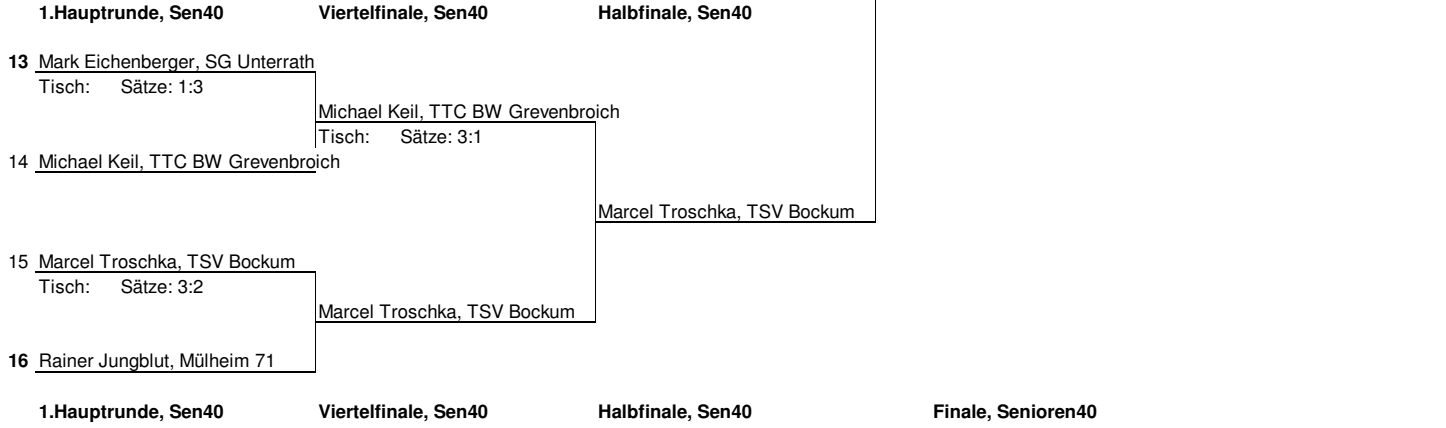 1.Hauptrunde, Sen40 Viertelfinale, Sen40 Halbfinale, Sen40
13 Mark Eichenberger, SG Unterrath
Tisch: Sätze: 1:3
Michael Keil, TTC BW Grevenbroich
Tisch: Sätze: 3:1
14 Michael Keil, TTC BW Grevenbroich
Marcel Troschka, TSV Bockum
15 Marcel Troschka, TSV Bockum
Tisch: Sätze: 3:2
Marcel Troschka, TSV Bockum
16 Rainer Jungblut, Mülheim 71
1.Hauptrunde, Sen40 Viertelfinale, Sen40 Halbfinale, Sen40 Finale, Senioren40